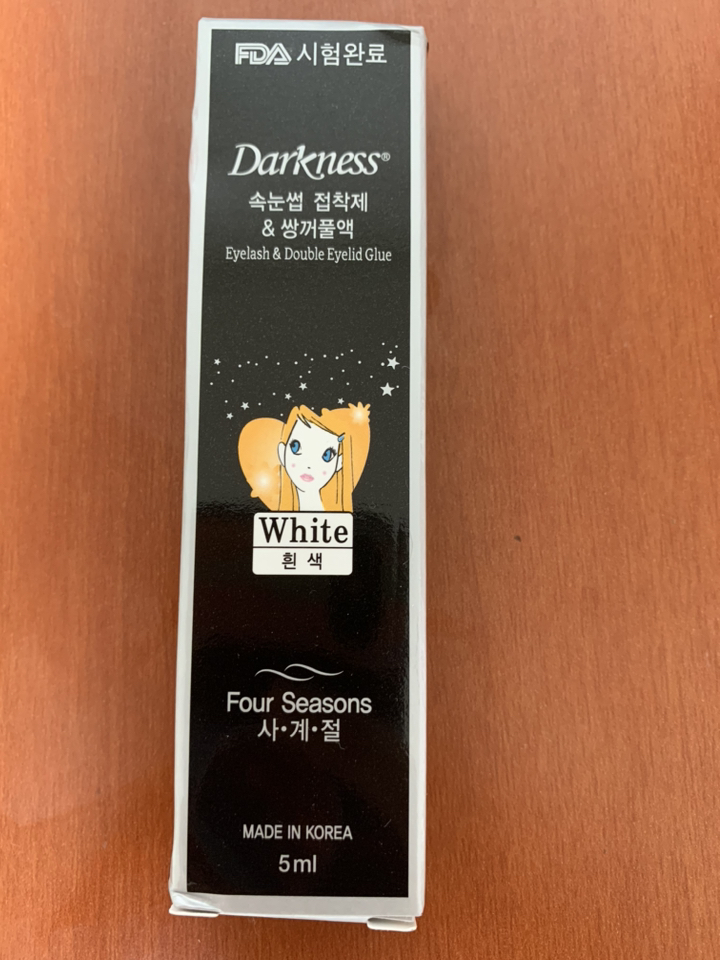 FDA 시험완료
Darkness®
속눈썹 접착제
& 쌍꺼풀액
Eyelash & Double Eyelid Glue
White
흰 색
Four Seasons
사·계·절
MADE IN KOREA
5ml